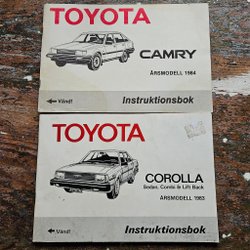 TOYOTA
CAMRY
ÅRSMODELL 1984
Vänd!
Instruktionsbok
TOYOTA
COROLLA
Sedan, Combi & Lift Back
ÅRSMODELL 1983
Vänd!
Instruktionsbok